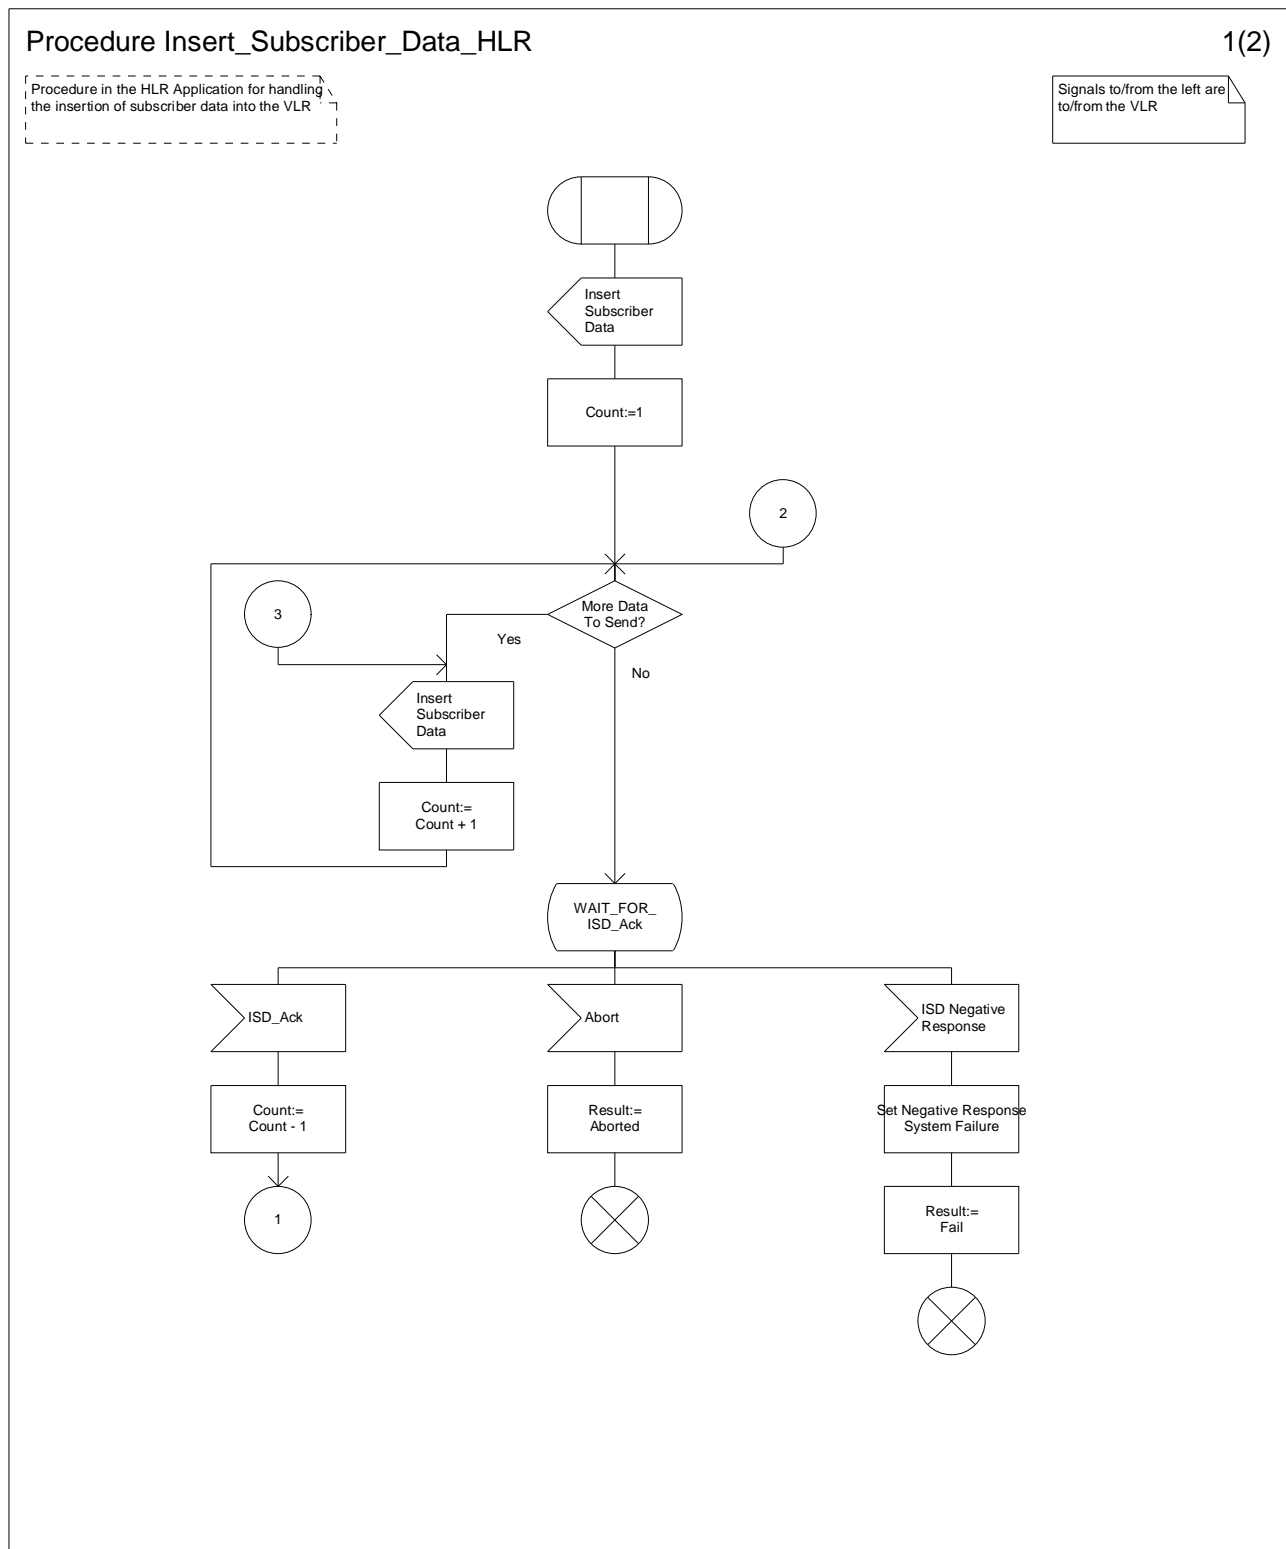 Procedure Insert_Subscriber_Data_HLR
1(2)
Procedure in the HLR Application for handling
the insertion of subscriber data into the VLR
Signals to/from the left are
to/from the VLR
Insert
Subscriber
Data
Count:=1
2
3
More Data
To Send?
Yes
No
Insert
Subscriber
Data
Count:=
Count + 1
WAIT_FOR_
ISD_Ack
ISD_Ack
Abort
ISD Negative
Response
Count:=
Count - 1
Result:=
Aborted
Set Negative Response
System Failure
1
Result:=
Fail